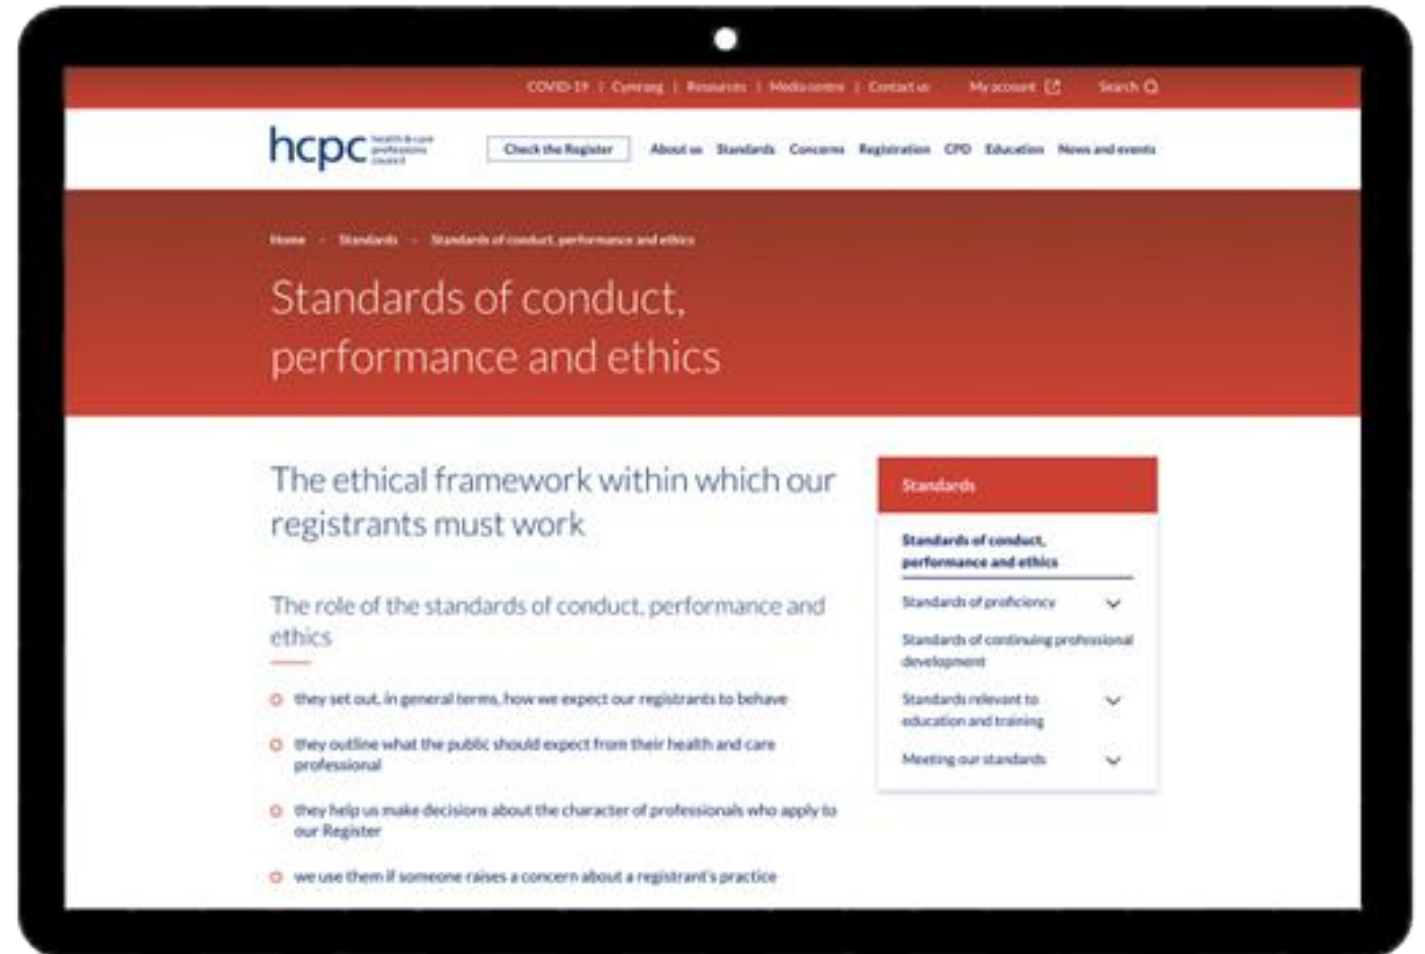 COVID-19 | Cymraeg | Resources | Media centre | Contact us My account Search
hcpc health & care
professions
council
Check the Register About us Standards Concerns Registration CPD Education News and events
Home - Standards - Standards of conduct, performance and ethics
Standards of conduct,
performance and ethics
The ethical framework within which our
registrants must work
The role of the standards of conduct, performance and
ethics
they set out, in general terms, how we expect our registrants to behave
they outline what the public should expect from their health and care
professional
they help us make decisions about the character of professionals who apply to
our Register
we use them if someone raises a concern about a registrant's practice
Standards
Standards of conduct,
performance and ethics
Standards of proficiency
Standards of continuing professional
development
Standards relevant to
education and training
Meeting our standards